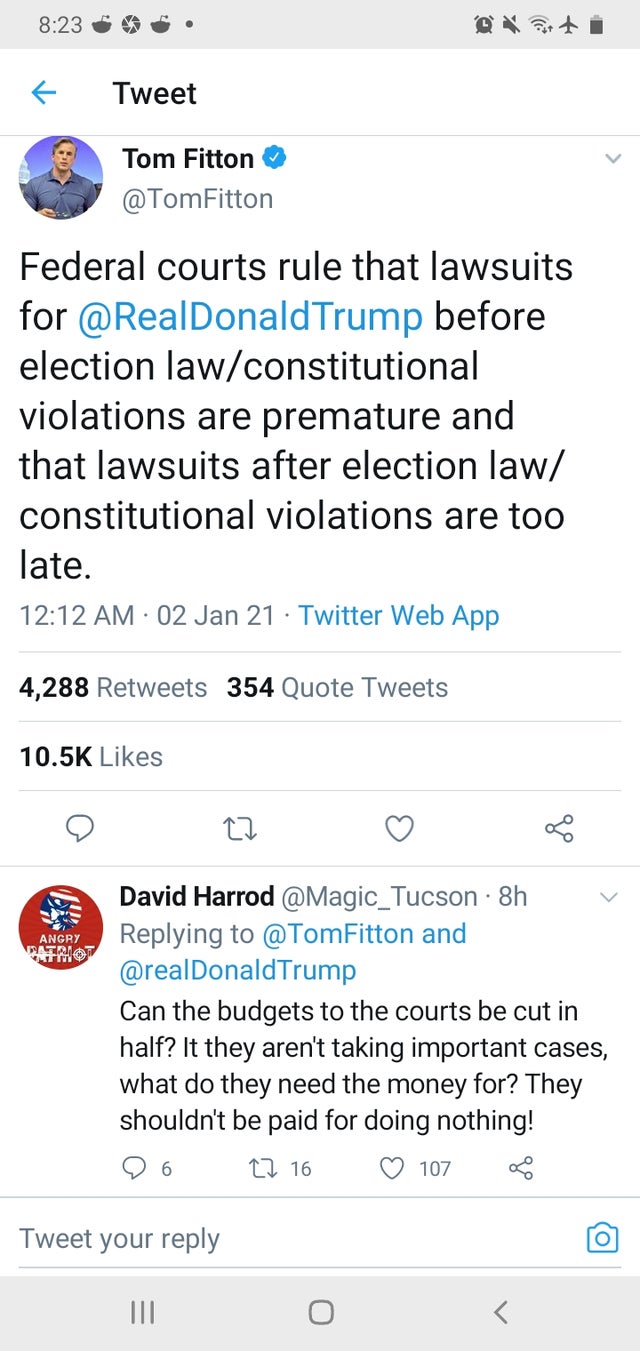 8:23
Tweet
Tom Fitton
@TomFitton
Federal courts rule that lawsuits
for @RealDonaldTrump before
election law/constitutional
violations are premature and
that lawsuits after election law/
constitutional violations are too
late.
12:12 AM · 02 Jan 21 · Twitter Web App
4,288 Retweets 354 Quote Tweets
10.5K Likes
David Harrod @Magic_Tucson · 8h
ANGRY
PATRIOT
Replying to @TomFitton and
@realDonaldTrump
Can the budgets to the courts be cut in
half? It they aren't taking important cases,
what do they need the money for? They
shouldn't be paid for doing nothing!
6 16 107
Tweet your reply